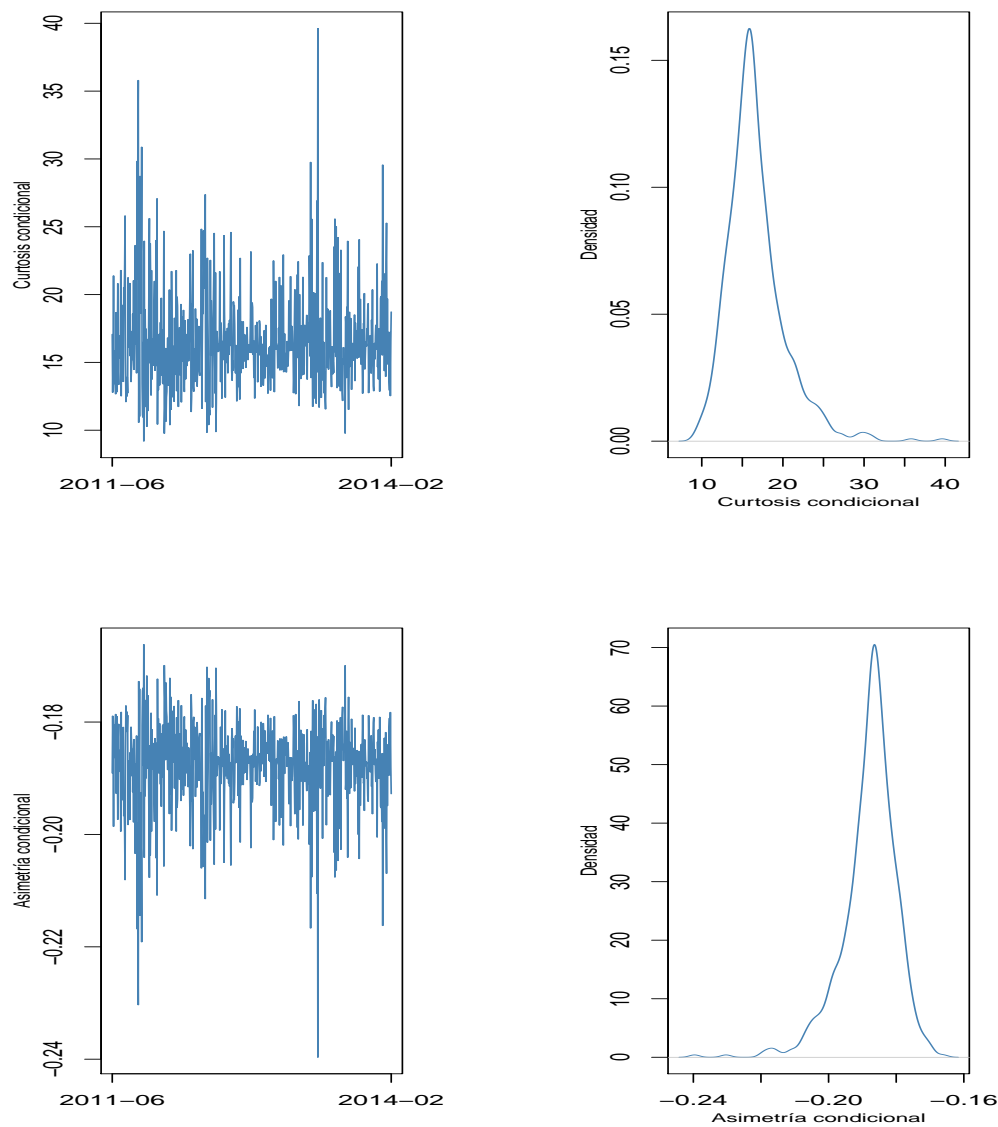 Curtosis condicional
10 15 20 25 30 35 40
2011−06 2014−02
Densidad
0.00 0.05 0.10 0.15
10 20 30 40
Curtosis condicional
Asimetría condicional
−0.24 −0.22 −0.20 −0.18
2011−06 2014−02
Densidad
0 10 20 30 40 50 60 70
−0.24 −0.20 −0.16
Asimetría condicional